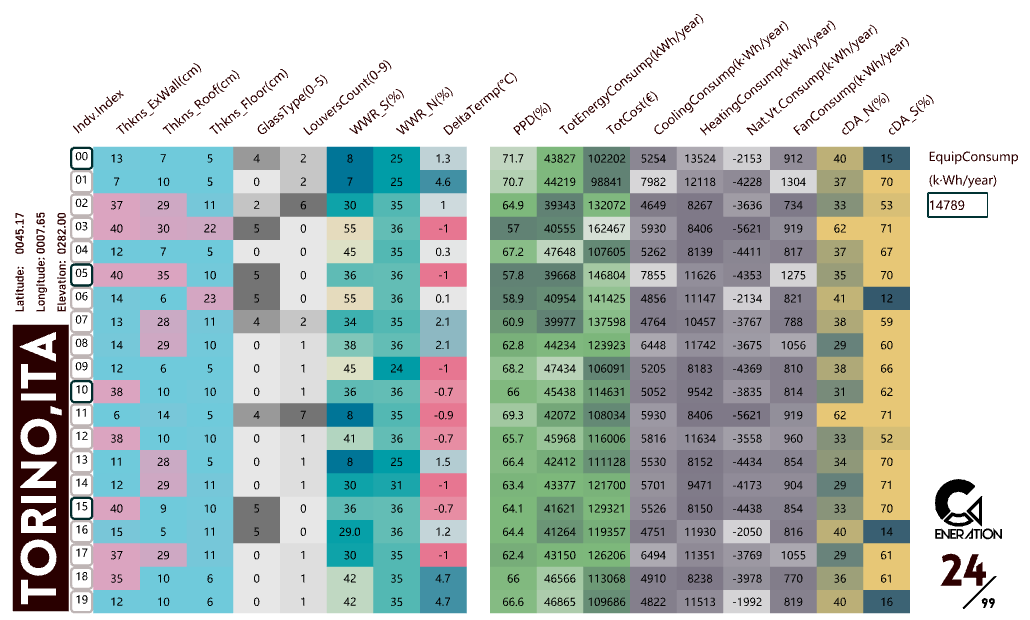 Indv.Index Thkns_ExWall(cm) Thkns_Roof(cm) Thkns_Floor(cm) GlassType(0-5) LouversCount(0-9) WWR_S(%) WWR_N(%) DeltaTermp(°C) PPD(%) TotEnergyConsump(kWh/year) TotCost(€) CoolingConsump(k·Wh/year) HeatingConsump(k·Wh/year) Nat.Vt.Consump(k·Wh/year) FanConsump(k·Wh/year) cDA_N(%) cDA_S(%)
00 13 7 5 4 2 8 25 1.3 71.7 43827 102202 5254 13524 -2153 912 40 15
01 7 10 5 0 2 7 25 4.6 70.7 44219 98841 7982 12118 -4228 1304 37 70
02 37 29 11 2 6 30 35 1 64.9 39343 132072 4649 8267 -3636 734 33 53
03 40 30 22 5 0 55 36 -1 57 40555 162467 5930 8406 -5621 919 62 71
04 12 7 5 0 0 45 35 0.3 67.2 47648 107605 5262 8139 -4411 817 37 67
05 40 35 10 5 0 36 36 -1 57.8 39668 146804 7855 11626 -4353 1275 35 70
06 14 6 23 5 0 55 36 0.1 58.9 40954 141425 4856 11147 -2134 821 41 12
07 13 28 11 4 2 34 35 2.1 60.9 39977 137598 4764 10457 -3767 788 38 59
08 14 29 10 0 1 38 36 2.1 62.8 44234 123923 6448 11742 -3675 1056 29 60
09 12 6 5 0 1 45 24 -1 68.2 47434 106091 5205 8183 -4369 810 38 66
10 38 10 10 0 1 36 36 -0.7 66 45438 114631 5052 9542 -3835 814 31 62
11 6 14 5 4 7 8 35 -0.9 69.3 42072 108034 5930 8406 -5621 919 62 71
12 38 10 10 0 1 41 36 -0.7 65.7 45968 116006 5816 11634 -3558 960 33 52
13 11 28 5 0 1 8 25 1.5 66.4 42412 111128 5530 8152 -4434 854 34 70
14 12 29 11 0 1 30 31 -1 63.4 43377 121700 5701 9471 -4173 904 29 71
15 40 9 10 5 0 36 36 -0.7 64.1 41621 129321 5526 8150 -4438 854 33 70
16 15 5 11 5 0 29.0 36 1.2 64.4 41264 119357 4751 11930 -2050 816 40 14
17 37 29 11 0 1 30 35 -1 62.4 43150 126206 6494 11351 -3769 1055 29 61
18 35 10 6 0 1 42 35 4.7 66 46566 113068 4910 8238 -3978 770 36 61
19 12 10 6 0 1 42 35 4.7 66.6 46865 109686 4822 11513 -1992 819 40 16
EquipConsump
(k·Wh/year)
14789
Latitude: 0045.17
Longitude: 0007.65
Elevation: 0282.00
TORINO,ITA
ENERATION
24/99